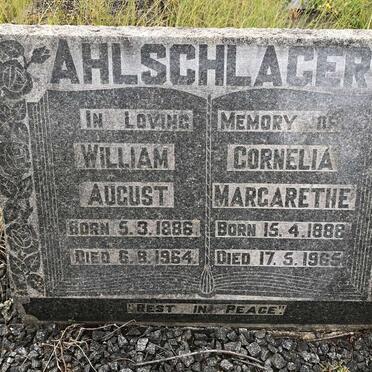 AHLSCHLAGER
IN LOVING MEMORY OF
WILLIAM
AUGUST
BORN 5.3.1886.
DIED 6.8.1964.
CORNELIA
MARGARETHE
BORN 15.4.1888
DIED 17.5.1965.
"REST IN PEACE"